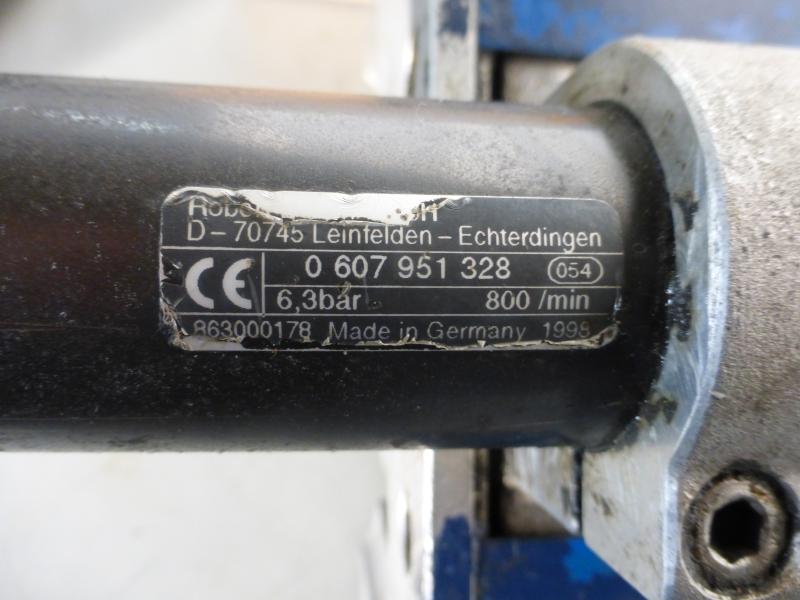 D-70745 Leinfelden-Echterdingen
CE 0 607 951 328 054
6,3bar 800 /min
863000178 Made in Germany 1998